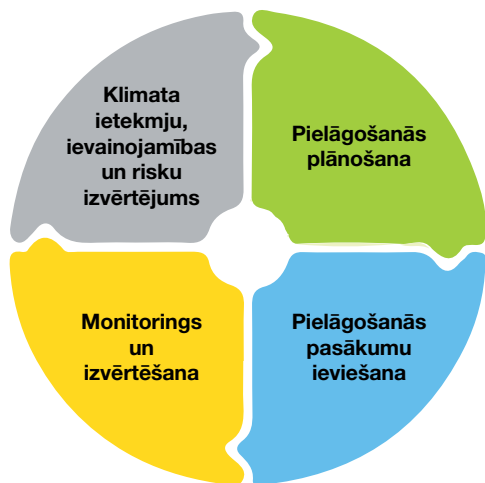 Klimata
ietekmju,
ievainojamības
un risku
izvērtējums
Pielāgošanās
plānošana
Monitorings
un
izvērtēšana
Pielāgošanās
pasākumu
ieviešana